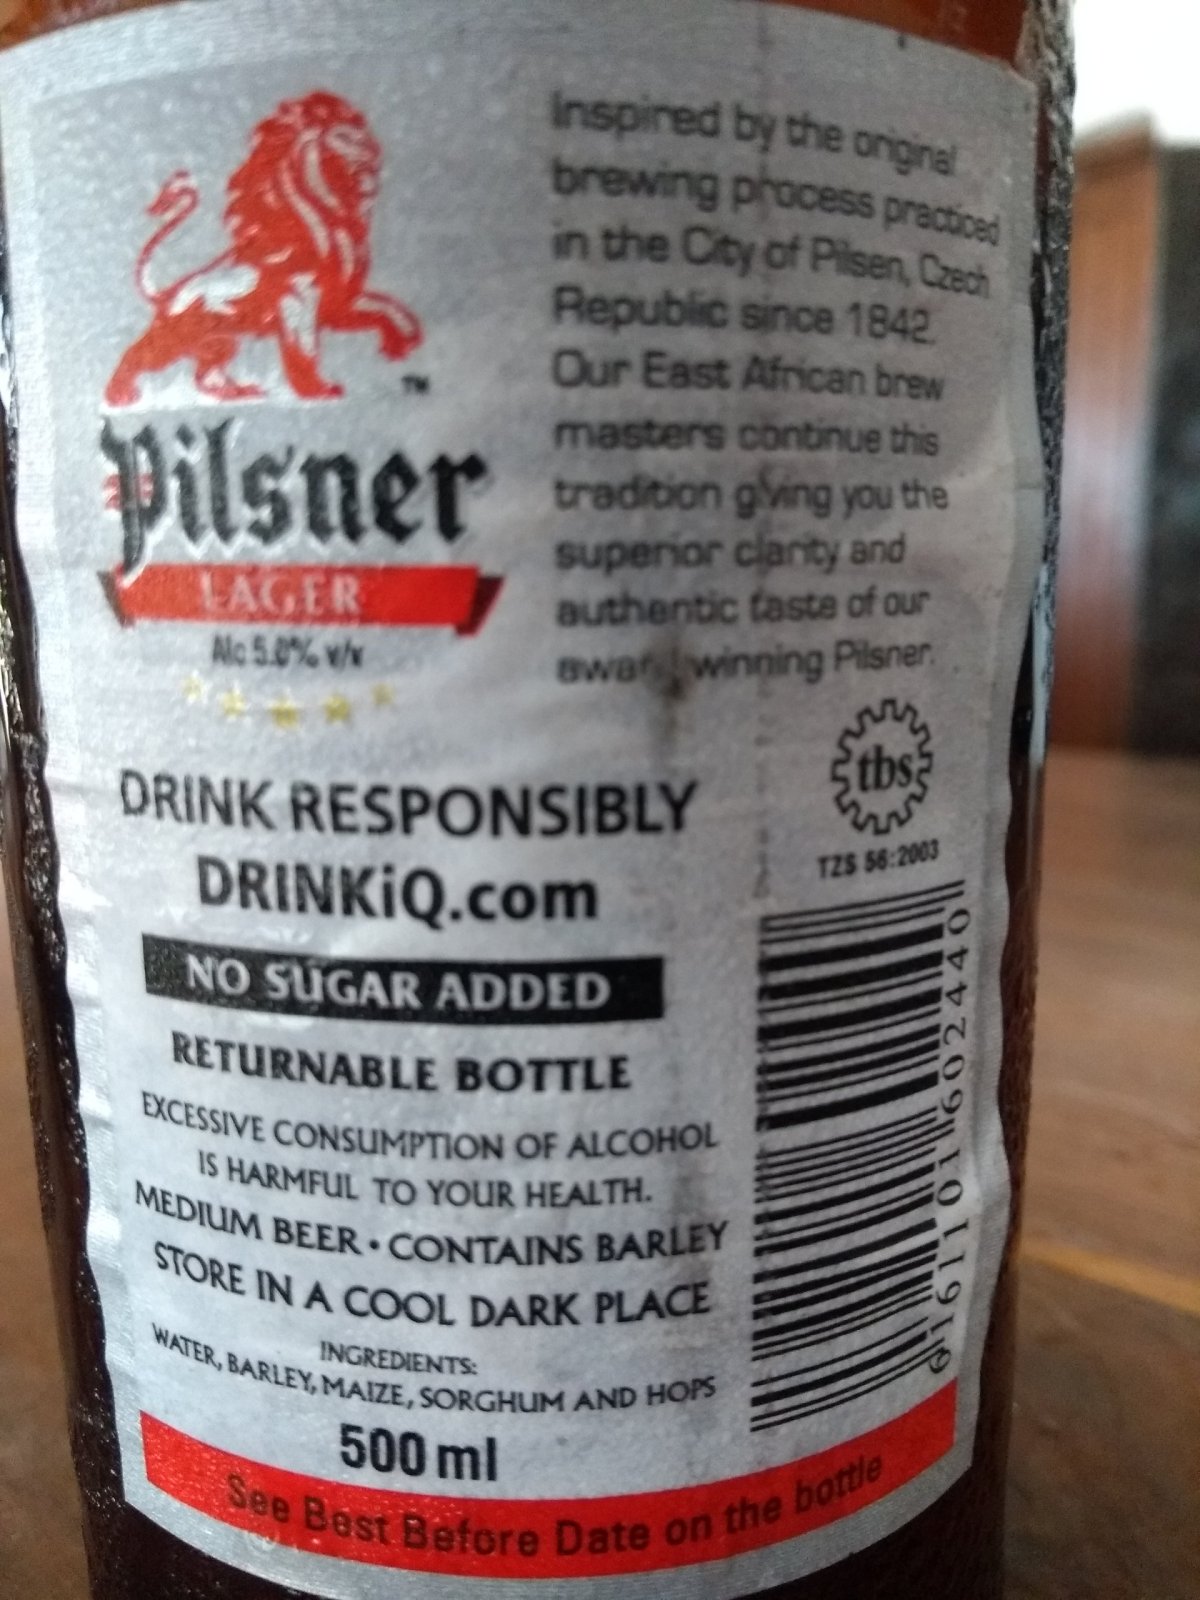 Inspired by the original
brewing process practiced
in the City of Pilsen, Czech
Republic since 1842.
Our East African brew
masters continue this
tradition giving you the
superior clarity and
authentic taste of our
winning Pilsner.
TM
Pilsner
LAGER
Alc 5.0% v/v
tbs
TZS 56:2003
DRINK RESPONSIBLY
DRINKiQ.com
NO SUGAR ADDED
RETURNABLE BOTTLE
EXCESSIVE CONSUMPTION OF ALCOHOL
IS HARMFUL TO YOUR HEALTH.
MEDIUM BEER • CONTAINS BARLEY
STORE IN A COOL DARK PLACE
INGREDIENTS:
WATER, BARLEY, MAIZE, SORGHUM AND HOPS
500 ml
6161101602440
See Best Before Date on the bottle